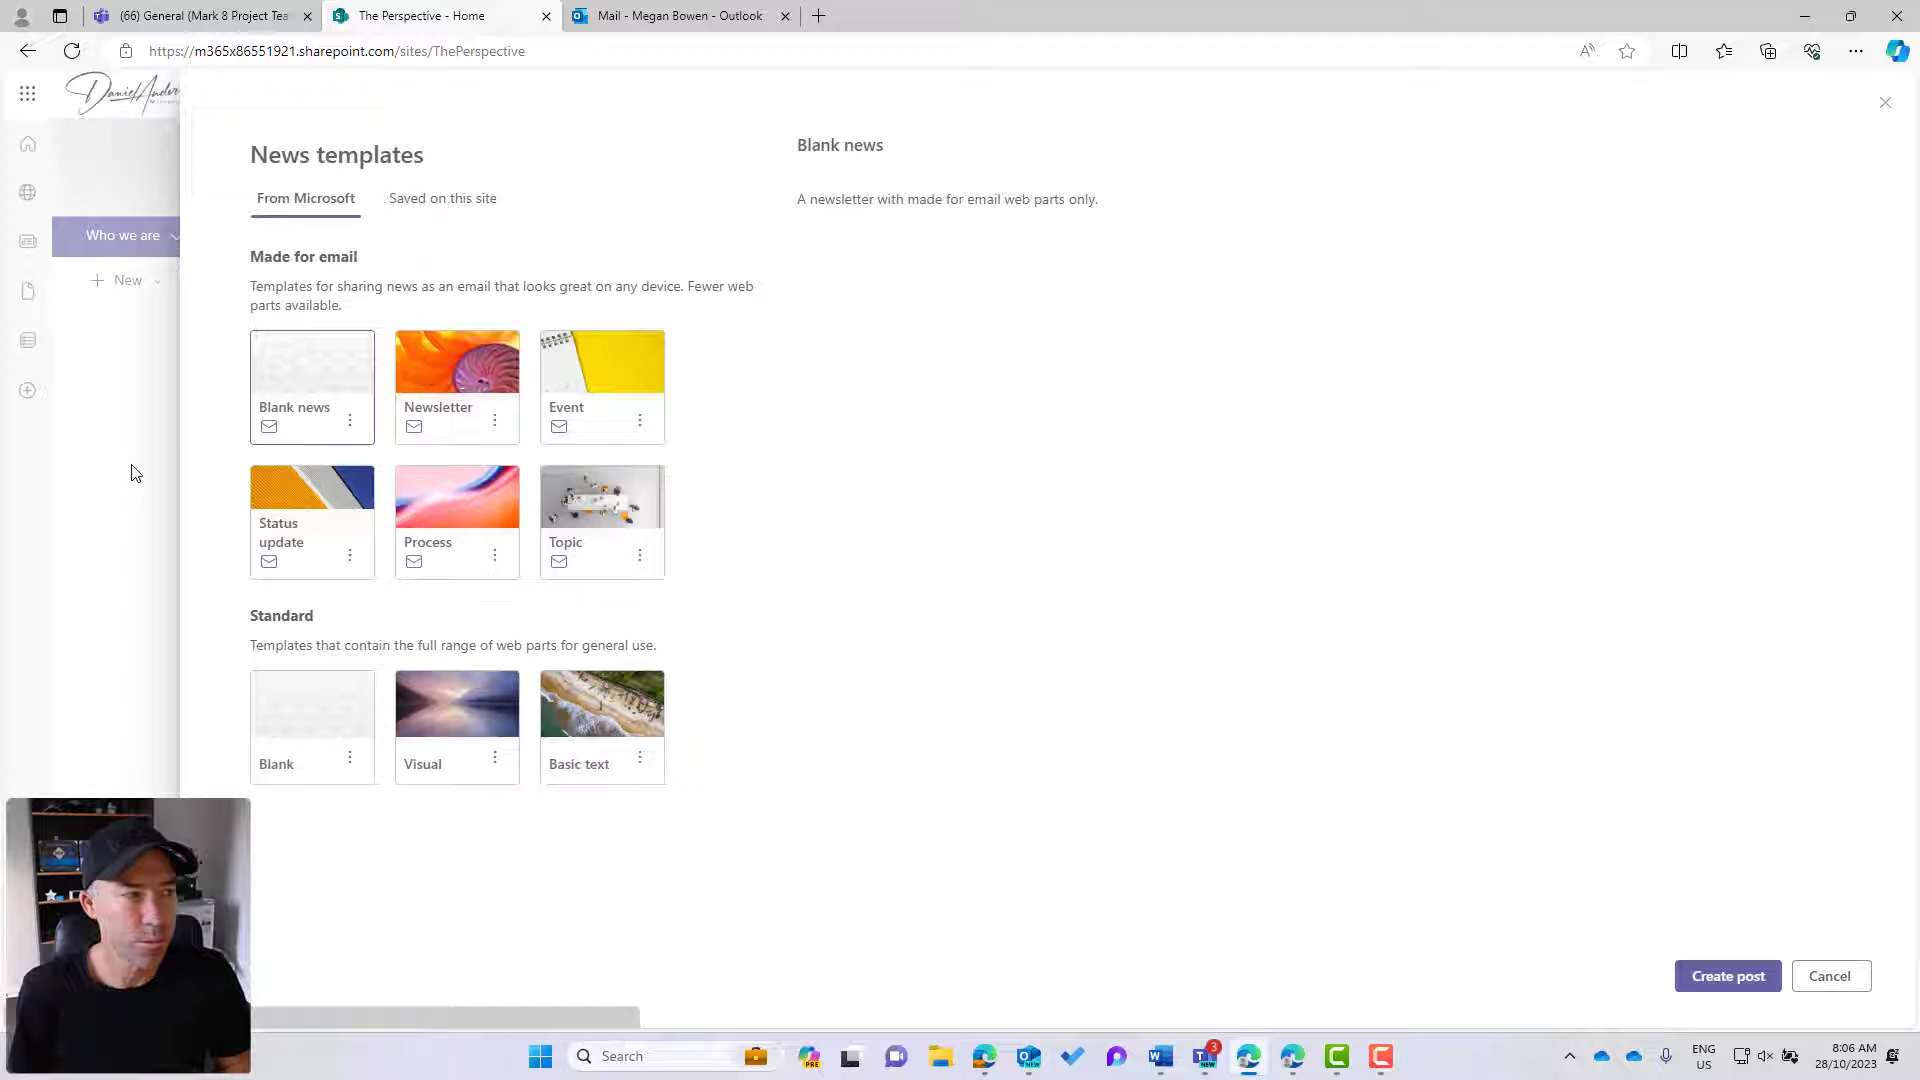 (66) General (Mark 8 Project Tea
The Perspective - Home
Mail - Megan Bowen - Outlook
https://m365x86551921.sharepoint.com/sites/ThePerspective
News templates
From Microsoft
Saved on this site
Made for email
Templates for sharing news as an email that looks great on any device. Fewer web
parts available.
Blank news
Newsletter
Event
Status
update
Process
Topic
Standard
Templates that contain the full range of web parts for general use.
Blank
Visual
Basic text
Blank news
A newsletter with made for email web parts only.
Who we are
New
Create post
Cancel
Search
PRE
NEW
NEW
3
ENG
US
8:06 AM
28/10/2023